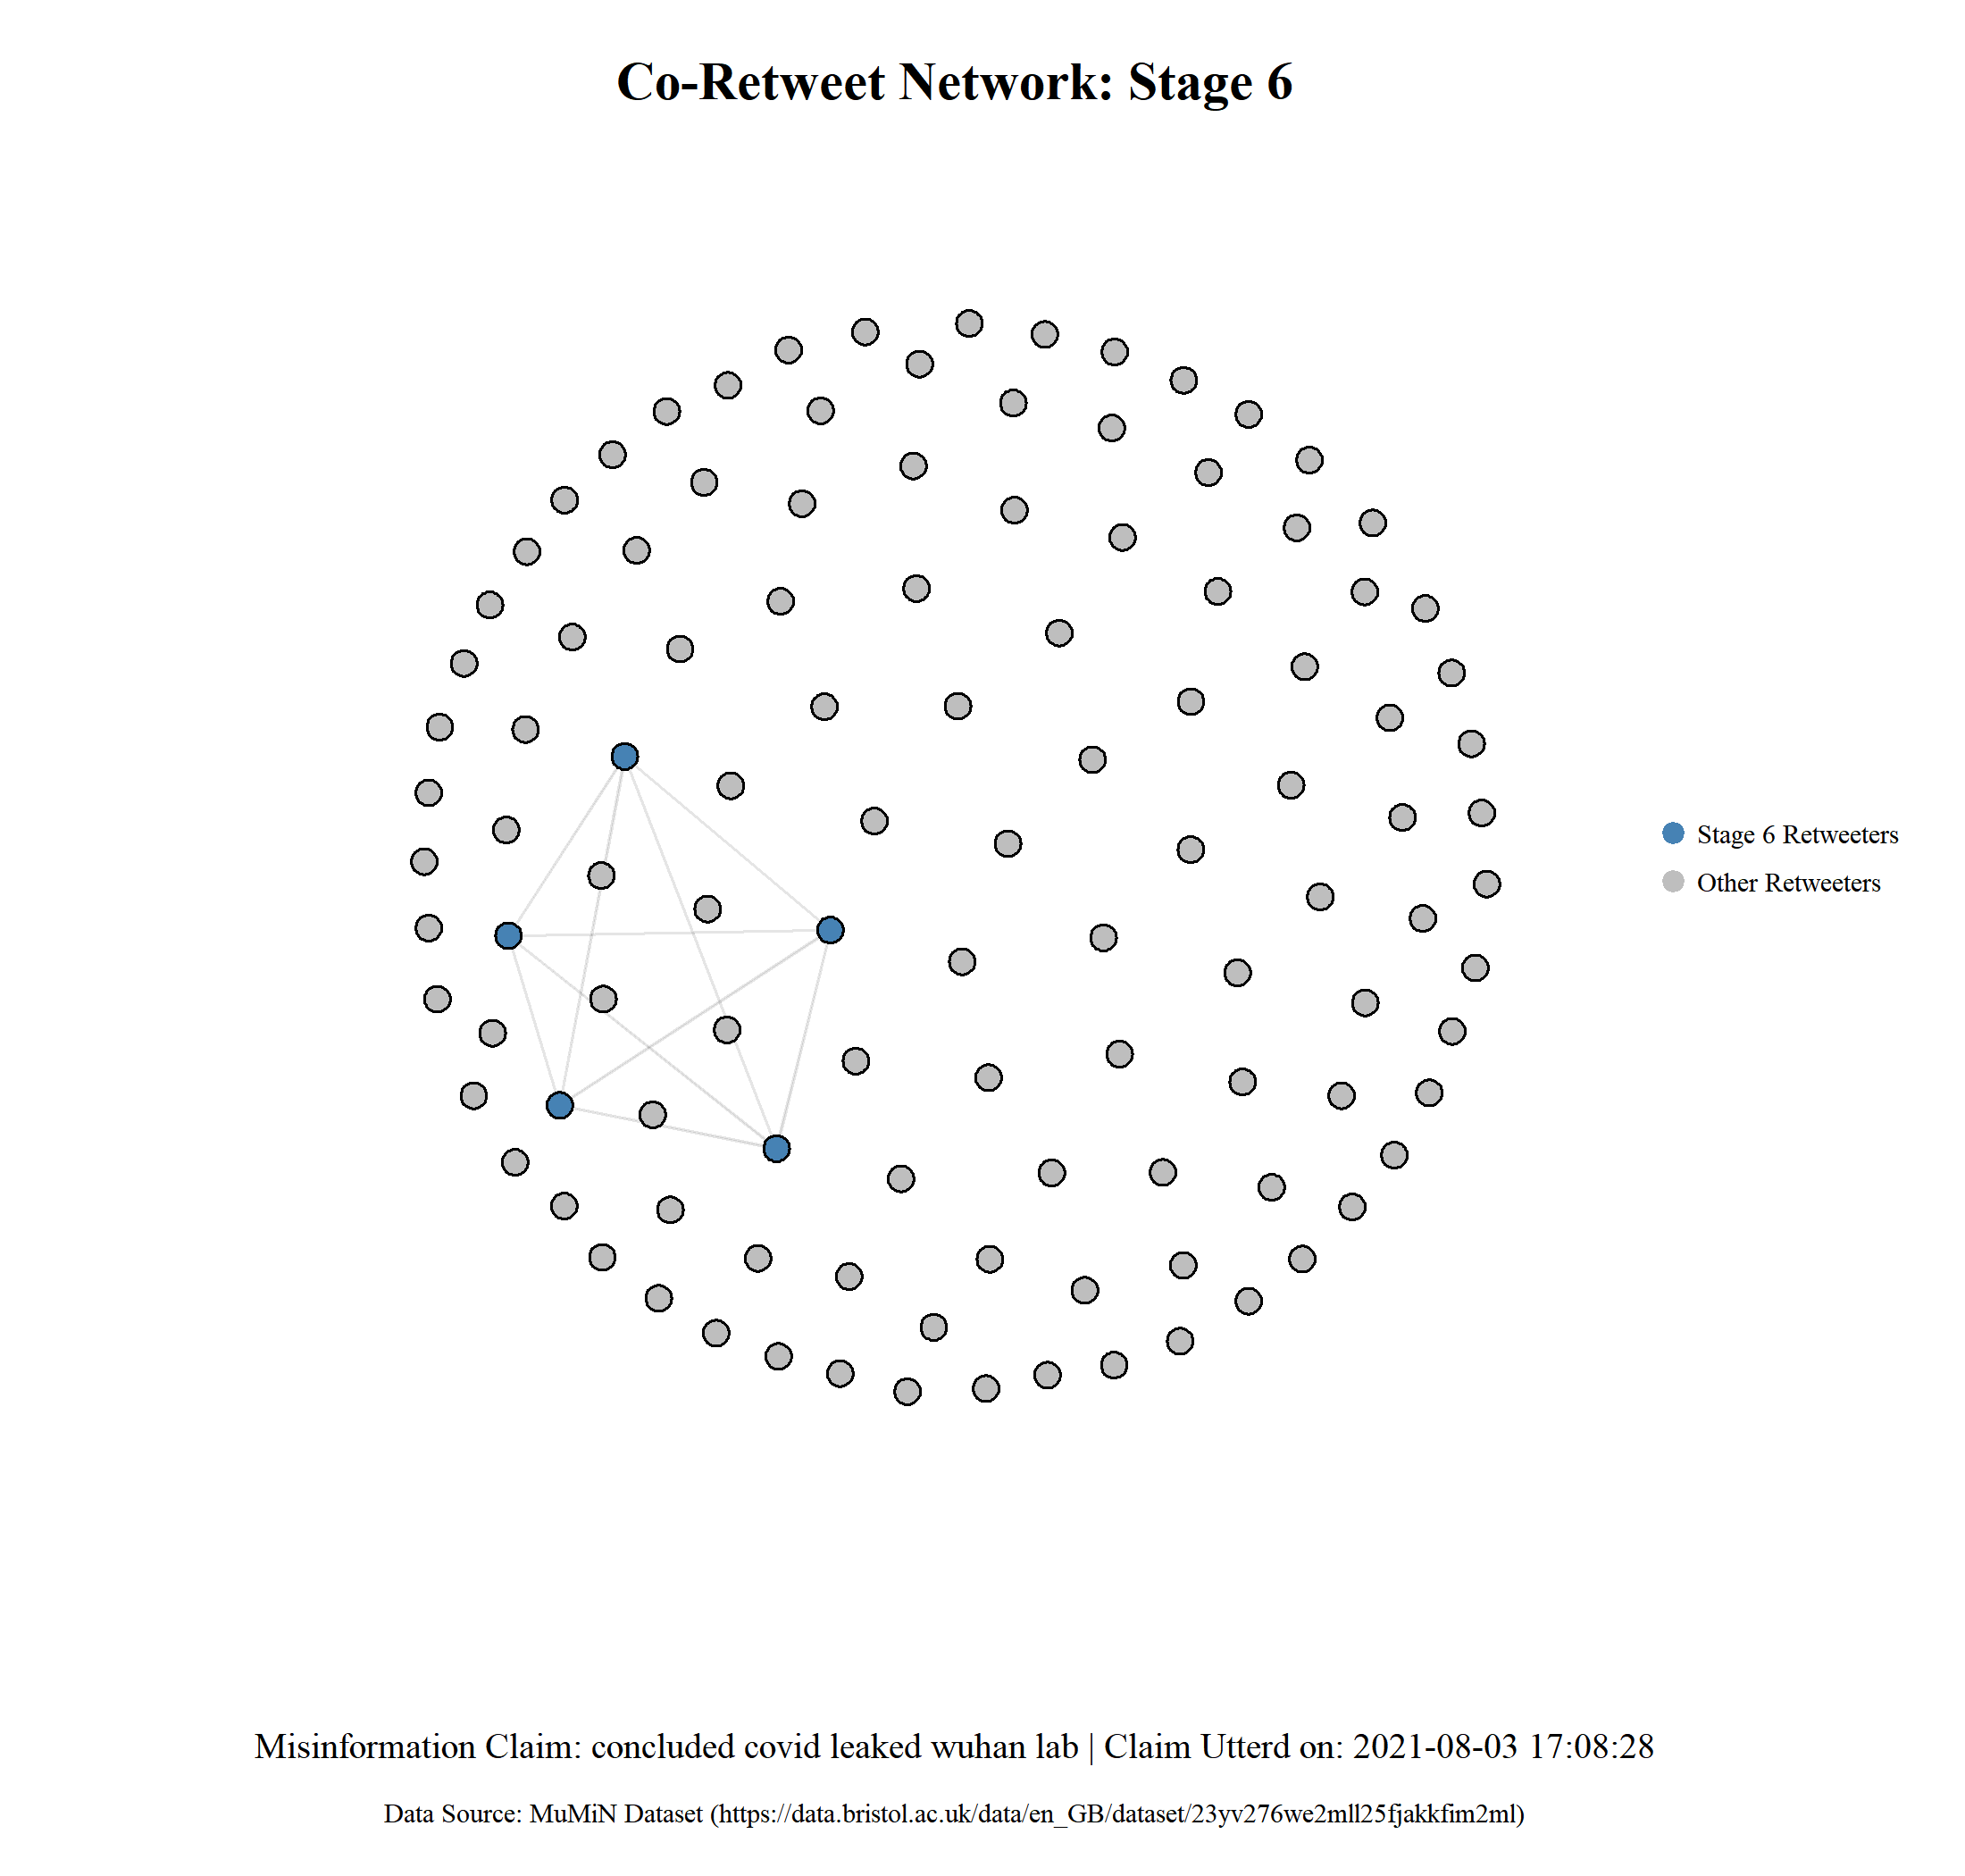 Co-Retweet Network: Stage 6
Stage 6 Retweeters
Other Retweeters
Misinformation Claim: concluded covid leaked wuhan lab | Claim Utterd on: 2021-08-03 17:08:28
Data Source: MuMiN Dataset (https://data.bristol.ac.uk/data/en_GB/dataset/23yv276we2mll25fjakkfim2ml)